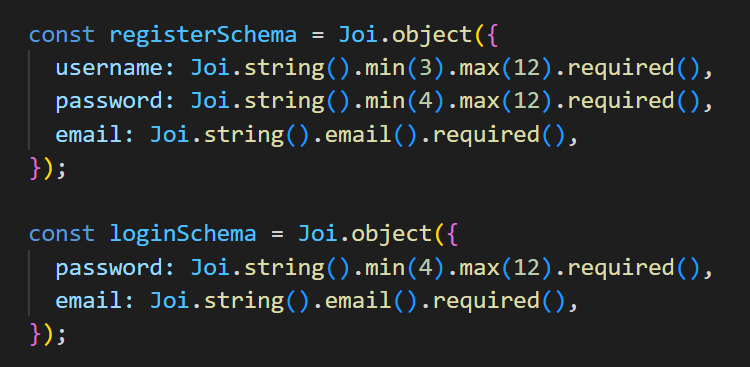 const registerSchema = Joi.object({
  username: Joi.string().min(3).max(12).required(),
  password: Joi.string().min(4).max(12).required(),
  email: Joi.string().email().required(),
});
const loginSchema = Joi.object({
  password: Joi.string().min(4).max(12).required(),
  email: Joi.string().email().required(),
});